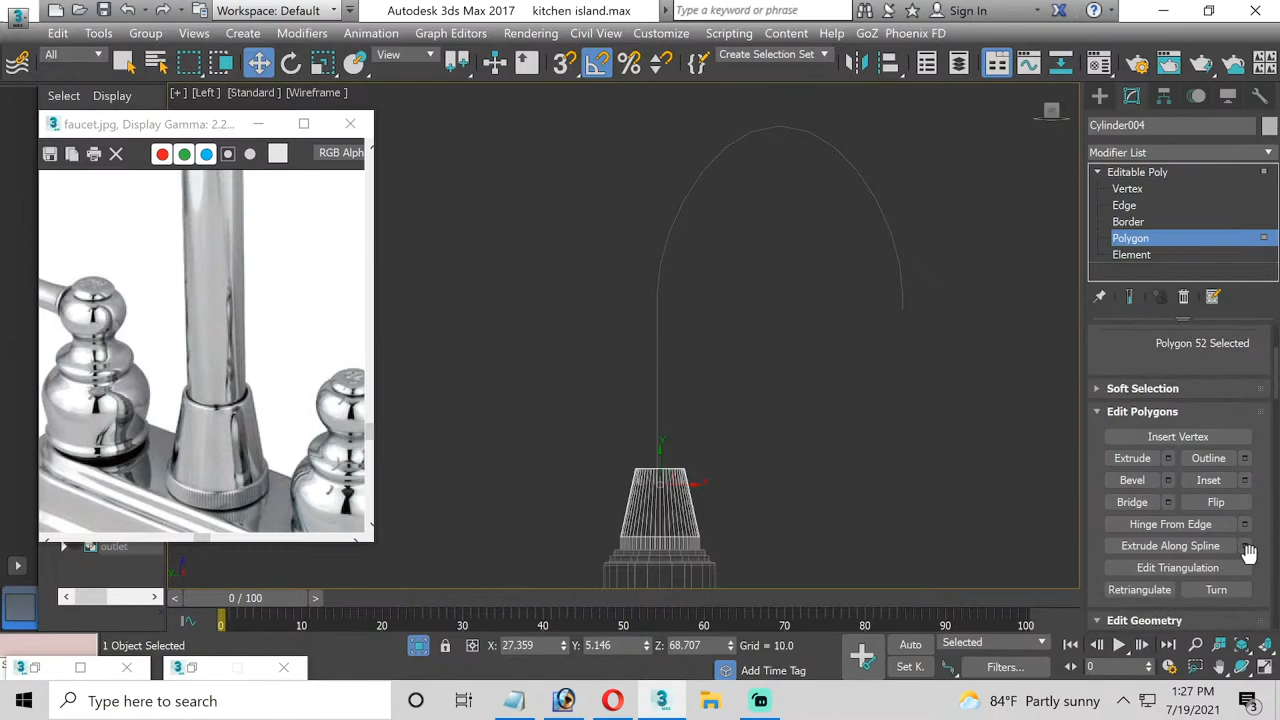 Autodesk 3ds Max 2017 kitchen island.max
Workspace: Default
Type a keyword or phrase
Sign In
Edit Tools Group Views Create Modifiers Animation Graph Editors Rendering Civil View Customize Scripting Content Help GoZ Phoenix FD
All
View
Create Selection Set
Select Display
[+] [Left] [Standard] [Wireframe]
faucet.jpg, Display Gamma: 2.2...
RGB Alph
Cylinder004
Modifier List
Editable Poly
Vertex
Edge
Border
Polygon
Element
Polygon 52 Selected
Soft Selection
Edit Polygons
Insert Vertex
Extrude Outline
Bevel Inset
Bridge Flip
Hinge From Edge
Extrude Along Spline
Edit Triangulation
Retriangulate Turn
Edit Geometry
outlet
0 / 100
0 10 20 30 40 50 60 70 80 90 100
1 Object Selected
X: 27.359 Y: 5.146 Z: 68.707 Grid = 10.0
Add Time Tag
Auto Selected
Set K. Filters...
0
Type here to search
84°F Partly sunny
1:27 PM
7/19/2021
3